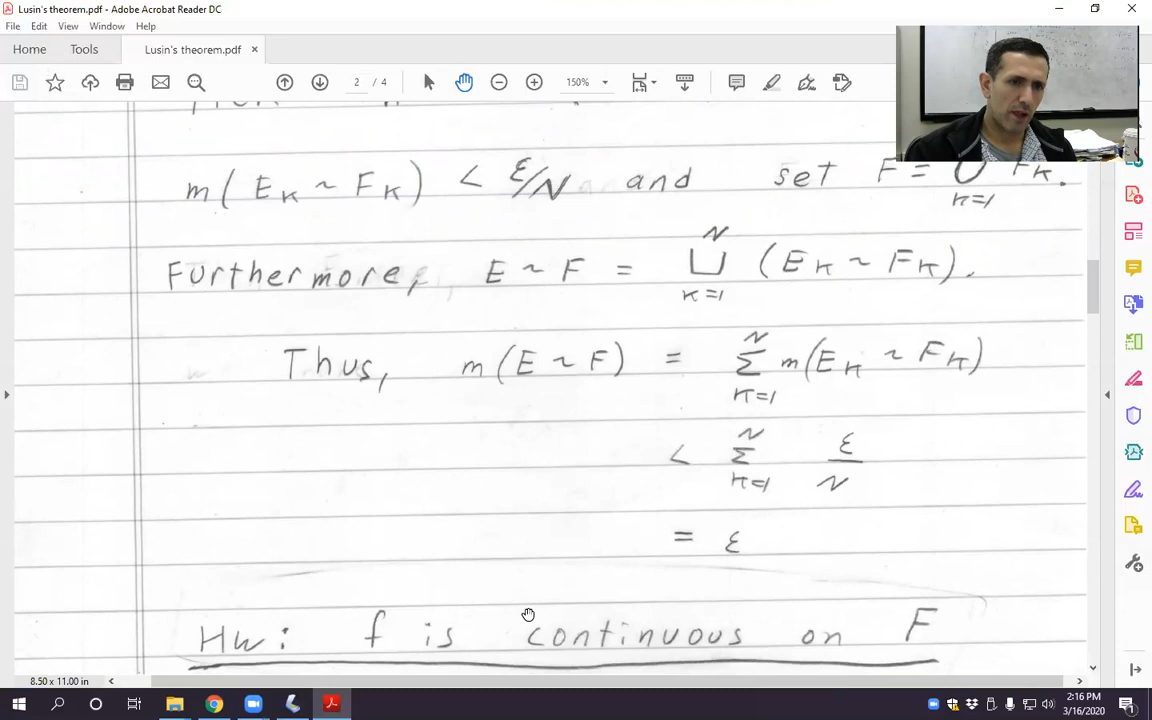 Lusin's theorem.pdf - Adobe Acrobat Reader DC
File Edit View Window Help
Home Tools Lusin's theorem.pdf ×
2 / 4 150%
m(E_K ~ F_K) < ε/N and set F = ∪_{K=1} F_K.
Furthermore, E ~ F = ⊔_{K=1}^{N} (E_K ~ F_K).
Thus, m(E ~ F) = Σ_{K=1}^{N} m(E_K ~ F_K)
< Σ_{K=1}^{N} ε/N
= ε
HW: f is continuous on F
8.50 x 11.00 in
2:16 PM
3/16/2020